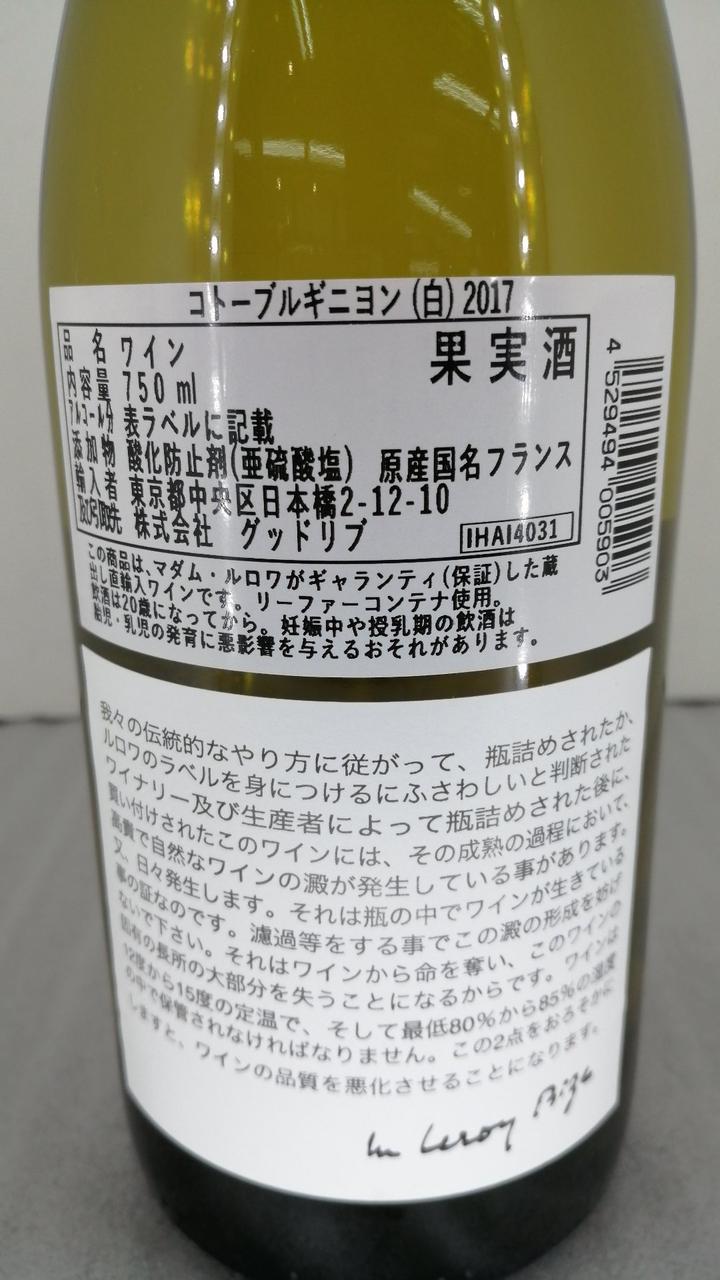 コトーブルギニヨン (白) 2017
品名 ワイン 果実酒
内容量 750 ml
アルコール分 表ラベルに記載
添加物 酸化防止剤(亜硫酸塩) 原産国名フランス
輸入者 東京都中央区日本橋2-12-10
及び引取先 株式会社 グッドリブ IHAI4031
4 529494 005903
この商品は、マダム・ルロワがギャランティ(保証)した蔵
出し直輸入ワインです。リーファーコンテナ使用。
飲酒は20歳になってから。妊娠中や授乳期の飲酒は
胎児・乳児の発育に悪影響を与えるおそれがあります。
我々の伝統的なやり方に従がって、瓶詰めされたか、
ルロワのラベルを身につけるにふさわしいと判断された
ワイナリー及び生産者によって瓶詰めされた後に、
買い付けされたこのワインには、その成熟の過程において、
高貴で自然なワインの澱が発生している事があります。
又、日々発生します。それは瓶の中でワインが生きている
事の証なのです。濾過等をする事でこの澱の形成を妨げ
ないで下さい。それはワインから命を奪い、このワインの
固有の長所の大部分を失うことになるからです。ワインは
12度から15度の定温で、そして最低80%から85%の湿度
の中で保管されなければなりません。この2点をおろそかに
しますと、ワインの品質を悪化させることになります。
Leroy Bize